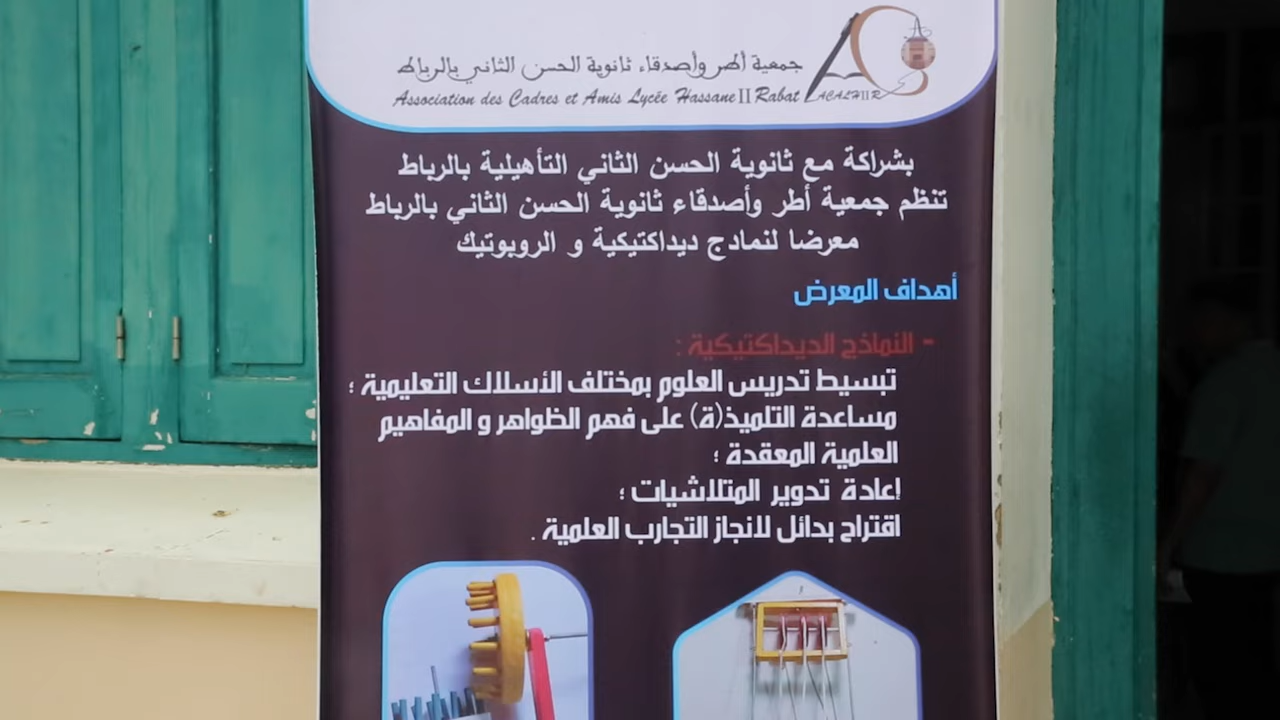 جمعية أطر وأصدقاء ثانوية الحسن الثاني بالرباط
Association des Cadres et Amis Lycée Hassane II Rabat
ACALHIIR
بشراكة مع ثانوية الحسن الثاني التأهيلية بالرباط
تنظم جمعية أطر وأصدقاء ثانوية الحسن الثاني بالرباط
معرضا لنمادج ديداكتيكية و الروبوتيك
أهداف المعرض
- النماذج الديداكتيكية :
تبسيط تدريس العلوم بمختلف الأسلاك التعليمية ؛
مساعدة التلميذ(ة) على فهم الظواهر و المفاهيم
العلمية المعقدة ؛
إعادة تدوير المتلاشيات ؛
اقتراح بدائل لانجاز التجارب العلمية .